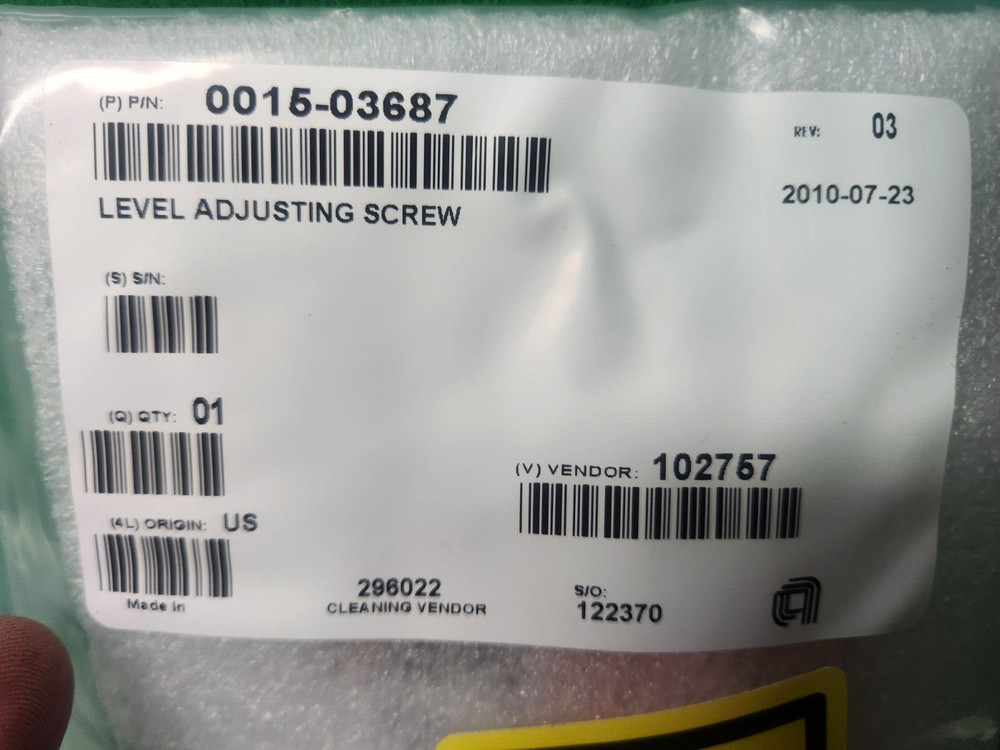 (P) P/N: 0015-03687
REV: 03
2010-07-23
LEVEL ADJUSTING SCREW
(S) S/N:
(Q) QTY: 01
(V) VENDOR: 102757
(4L) ORIGIN: US
Made in
296022
CLEANING VENDOR
S/O:
122370